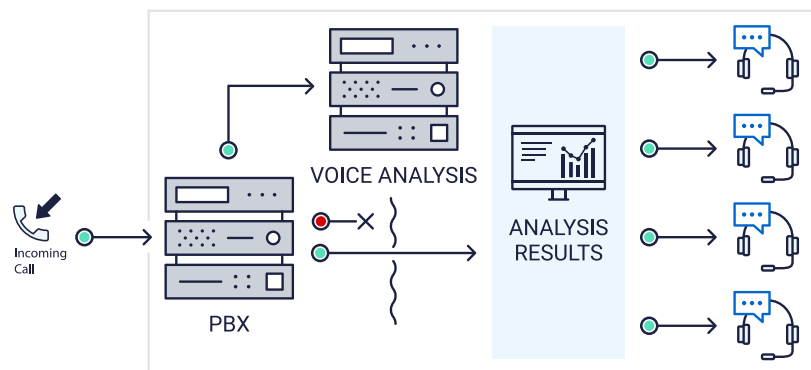 VOICE ANALYSIS
Incoming
Call
PBX
ANALYSIS
RESULTS